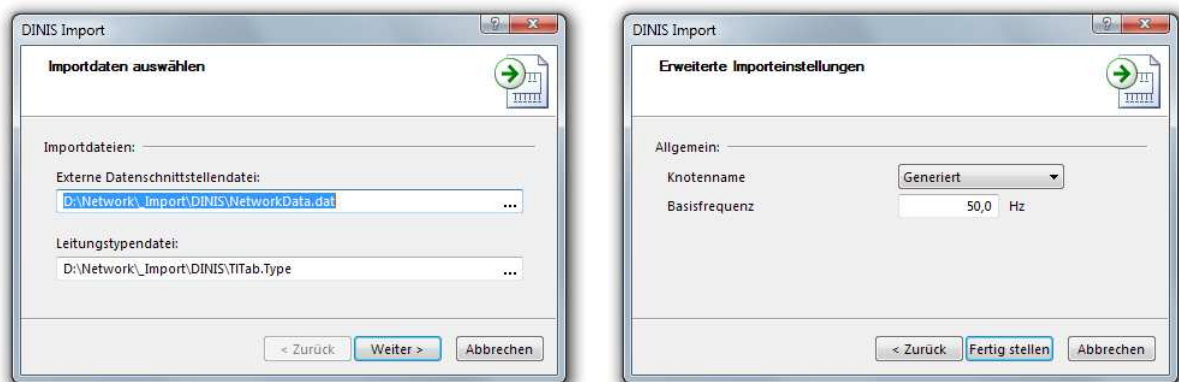 DINIS Import
Importdaten auswählen
Importdateien:
Externe Datenschnittstellendatei:
D:\Network\_Import\DINIS\NetworkData.dat
...
Leitungstypendatei:
D:\Network\_Import\DINIS\TlTab.Type
...
< Zurück
Weiter >
Abbrechen
DINIS Import
Erweiterte Importeinstellungen
Allgemein:
Knotenname
Generiert
Basisfrequenz
50,0 Hz
< Zurück
Fertig stellen
Abbrechen